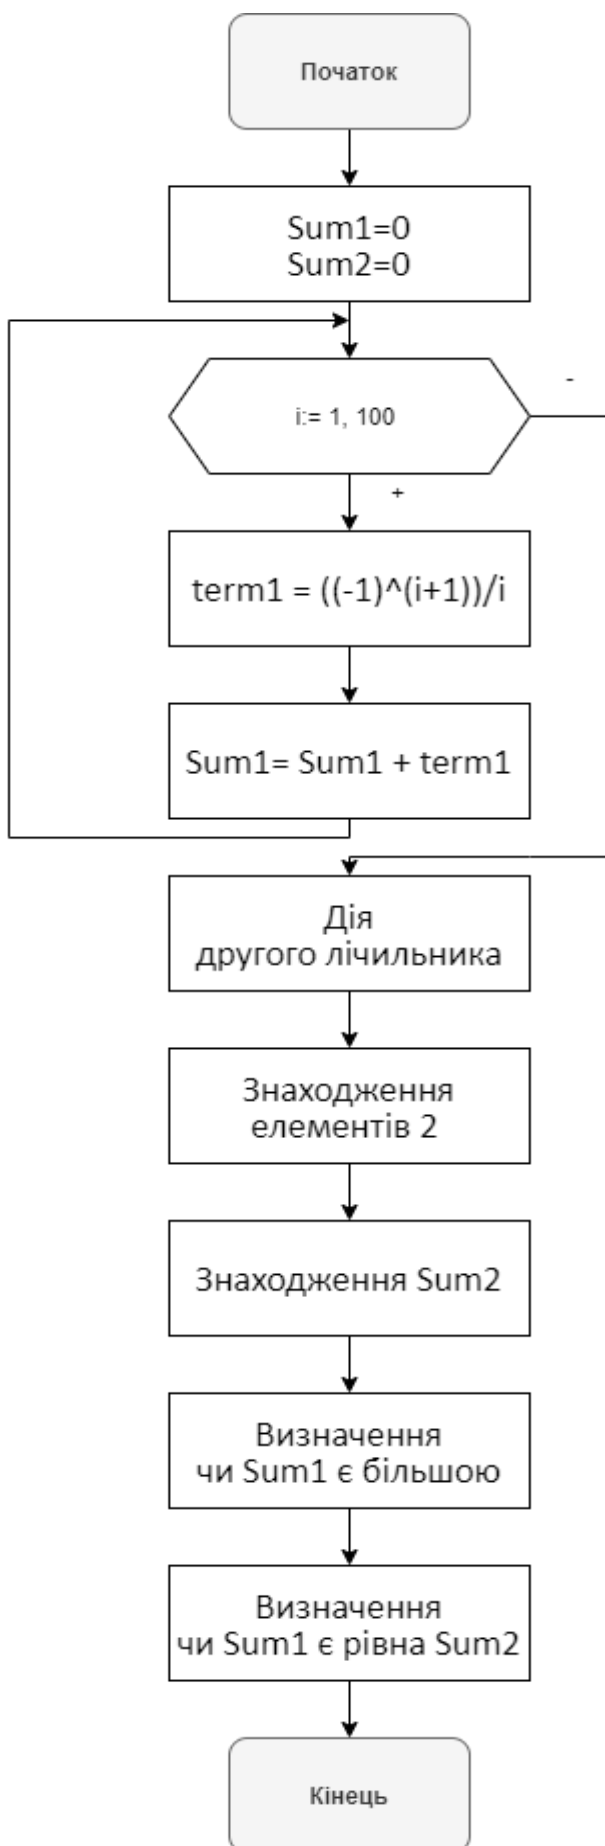 Початок
Sum1=0
Sum2=0
-
i:= 1, 100
+
term1 = ((-1)^(i+1))/i
Sum1= Sum1 + term1
Дія
другого лічильника
Знаходження
елементів 2
Знаходження Sum2
Визначення
чи Sum1 є більшою
Визначення
чи Sum1 є рівна Sum2
Кінець